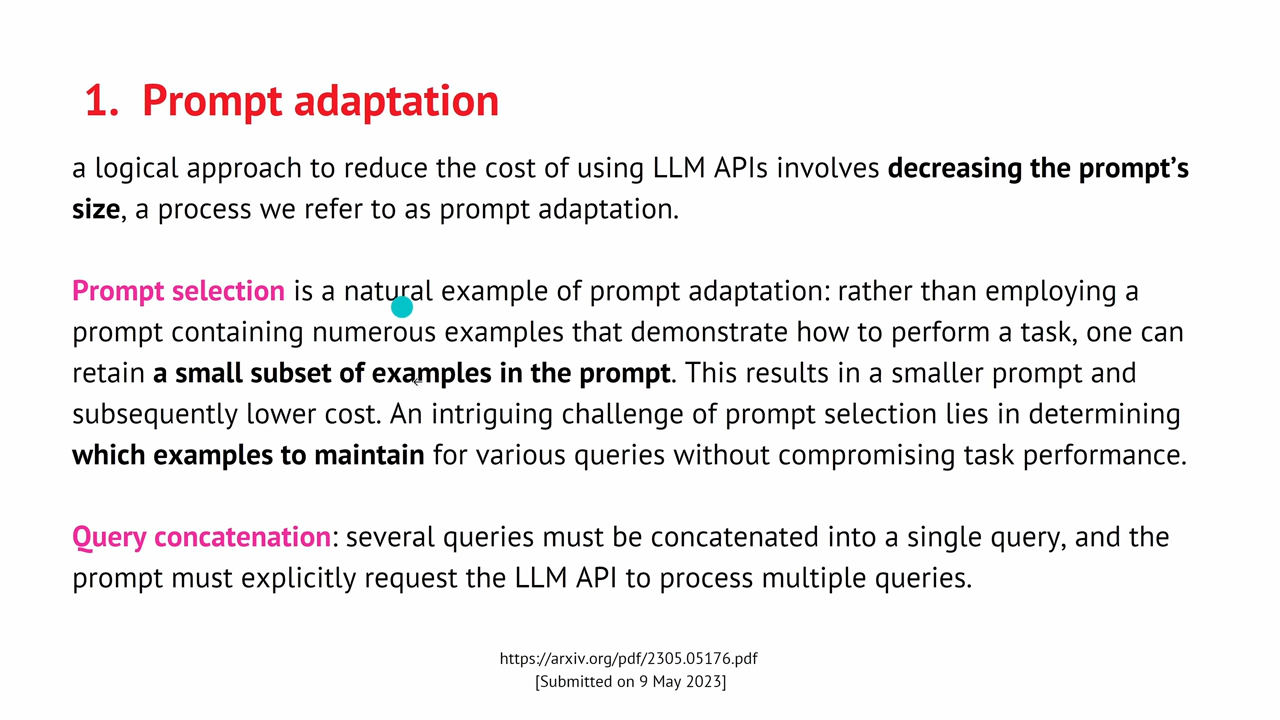 1. Prompt adaptation
a logical approach to reduce the cost of using LLM APIs involves decreasing the prompt’s
size, a process we refer to as prompt adaptation.
Prompt selection is a natural example of prompt adaptation: rather than employing a
prompt containing numerous examples that demonstrate how to perform a task, one can
retain a small subset of examples in the prompt. This results in a smaller prompt and
subsequently lower cost. An intriguing challenge of prompt selection lies in determining
which examples to maintain for various queries without compromising task performance.
Query concatenation: several queries must be concatenated into a single query, and the
prompt must explicitly request the LLM API to process multiple queries.
https://arxiv.org/pdf/2305.05176.pdf
[Submitted on 9 May 2023]